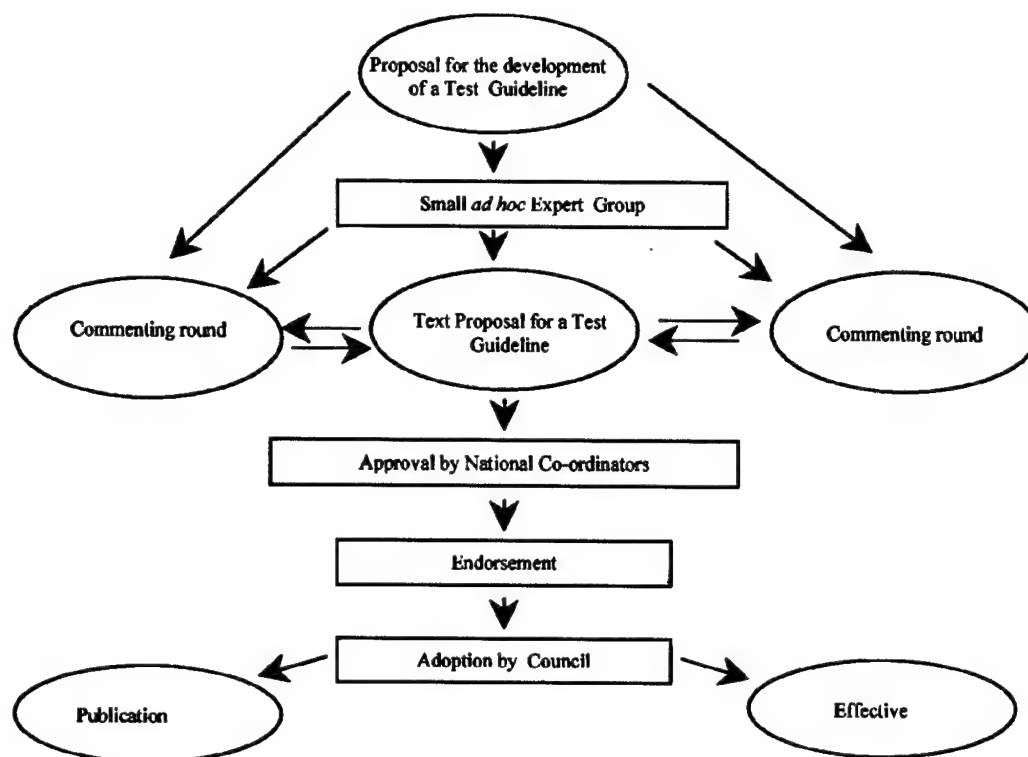 Proposal for the development
of a Test Guideline
Small ad hoc Expert Group
Commenting round
Text Proposal for a Test
Guideline
Commenting round
Approval by National Co-ordinators
Endorsement
Adoption by Council
Publication
Effective